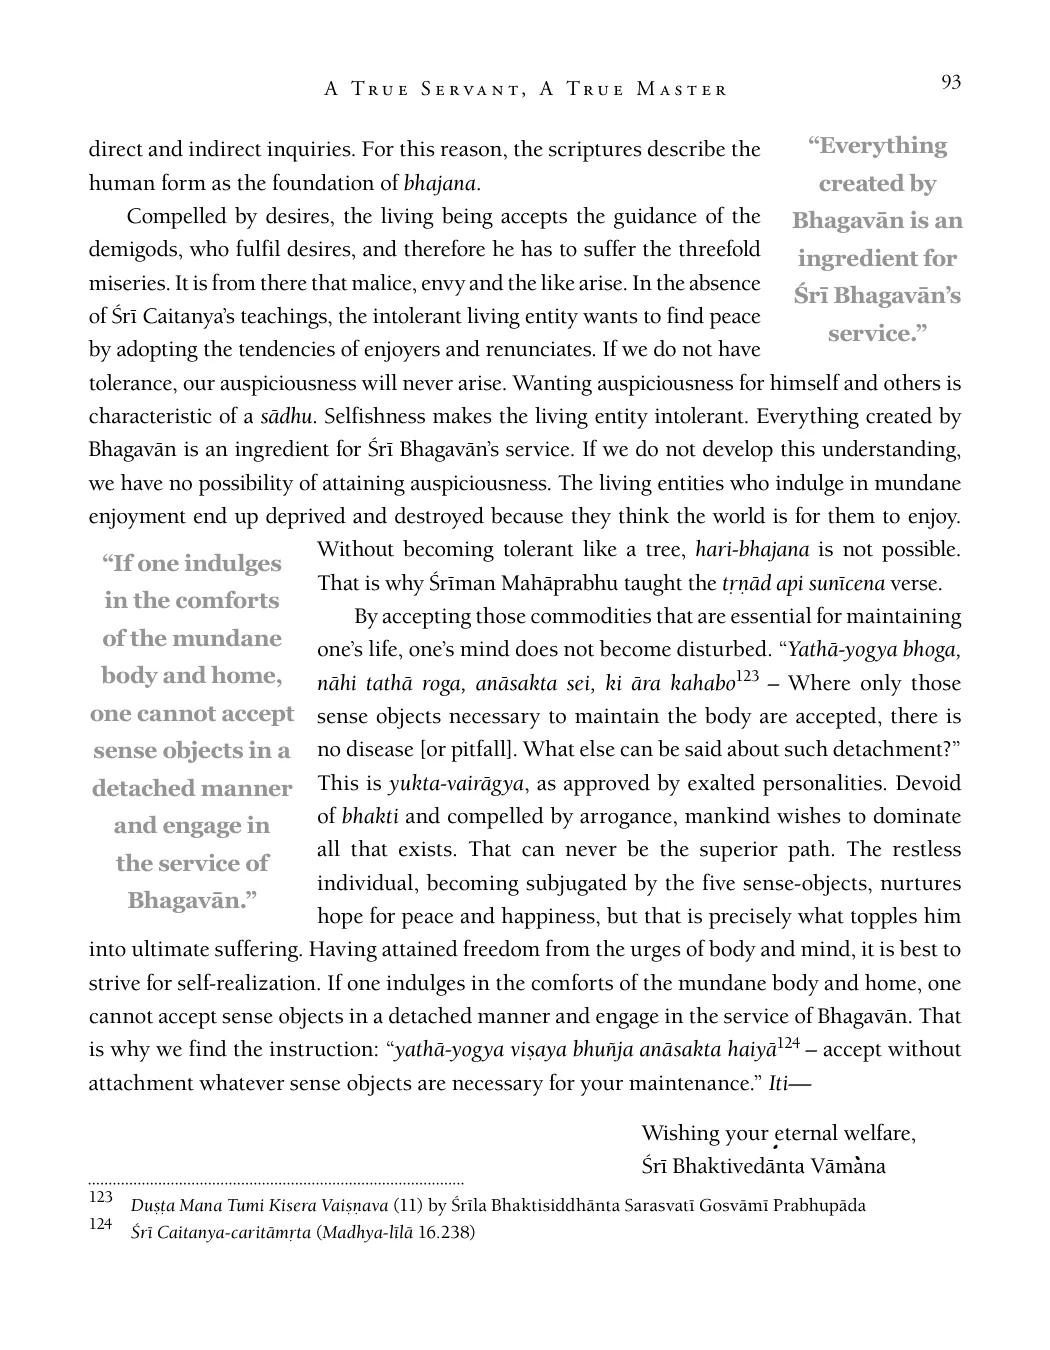 A True Servant, A True Master
93
direct and indirect inquiries. For this reason, the scriptures describe the
human form as the foundation of bhajana.
Compelled by desires, the living being accepts the guidance of the
demigods, who fulfil desires, and therefore he has to suffer the threefold
miseries. It is from there that malice, envy and the like arise. In the absence
of Śrī Caitanya’s teachings, the intolerant living entity wants to find peace
by adopting the tendencies of enjoyers and renunciates. If we do not have
“Everything
created by
Bhagavān is an
ingredient for
Śrī Bhagavān’s
service.”
tolerance, our auspiciousness will never arise. Wanting auspiciousness for himself and others is
characteristic of a sādhu. Selfishness makes the living entity intolerant. Everything created by
Bhagavān is an ingredient for Śrī Bhagavān’s service. If we do not develop this understanding,
we have no possibility of attaining auspiciousness. The living entities who indulge in mundane
enjoyment end up deprived and destroyed because they think the world is for them to enjoy.
Without becoming tolerant like a tree, hari-bhajana is not possible.
That is why Śrīman Mahāprabhu taught the tṛṇād api sunīcena verse.
By accepting those commodities that are essential for maintaining
one’s life, one’s mind does not become disturbed. “Yathā-yogya bhoga,
nāhi tathā roga, anāsakta sei, ki āra kahabo123 – Where only those
sense objects necessary to maintain the body are accepted, there is
no disease [or pitfall]. What else can be said about such detachment?”
This is yukta-vairāgya, as approved by exalted personalities. Devoid
of bhakti and compelled by arrogance, mankind wishes to dominate
all that exists. That can never be the superior path. The restless
individual, becoming subjugated by the five sense-objects, nurtures
hope for peace and happiness, but that is precisely what topples him
“If one indulges
in the comforts
of the mundane
body and home,
one cannot accept
sense objects in a
detached manner
and engage in
the service of
Bhagavān.”
into ultimate suffering. Having attained freedom from the urges of body and mind, it is best to
strive for self-realization. If one indulges in the comforts of the mundane body and home, one
cannot accept sense objects in a detached manner and engage in the service of Bhagavān. That
is why we find the instruction: “yathā-yogya viṣaya bhuñja anāsakta haiyā124 – accept without
attachment whatever sense objects are necessary for your maintenance.” Iti—
Wishing your eternal welfare,
Śrī Bhaktivedānta Vāmana
123 Duṣṭa Mana Tumi Kisera Vaiṣṇava (11) by Śrīla Bhaktisiddhānta Sarasvatī Gosvāmī Prabhupāda
124 Śrī Caitanya-caritāmṛta (Madhya-līlā 16.238)